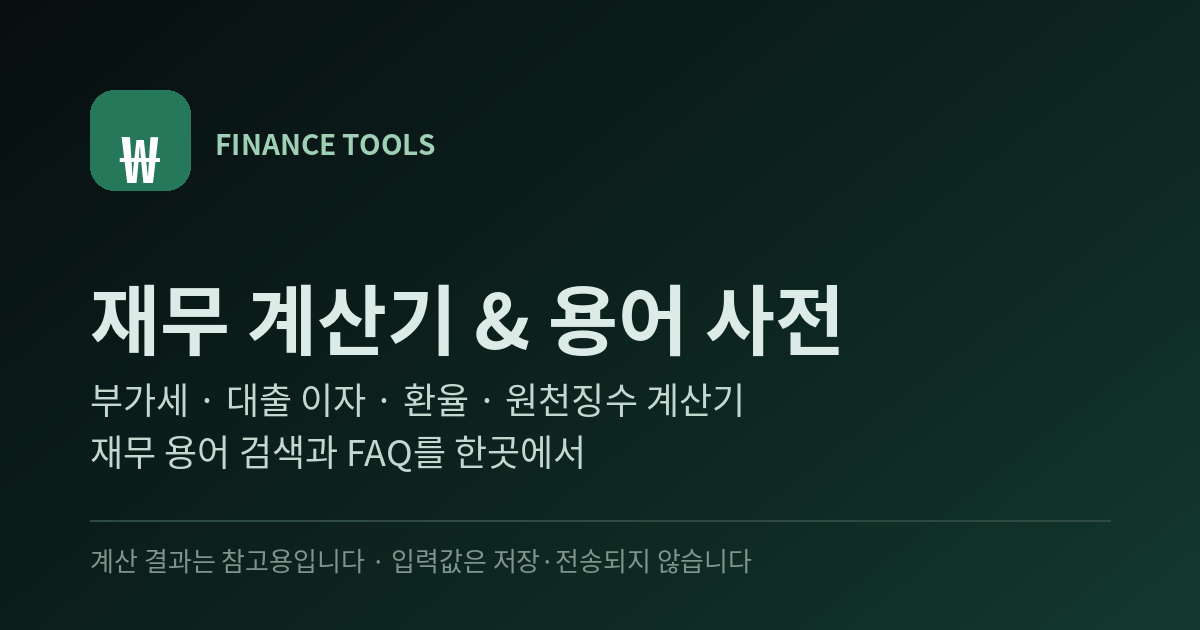 ₩
FINANCE TOOLS
재무 계산기 & 용어 사전
부가세 · 대출 이자 · 환율 · 원천징수 계산기
재무 용어 검색과 FAQ를 한곳에서
계산 결과는 참고용입니다 · 입력값은 저장·전송되지 않습니다